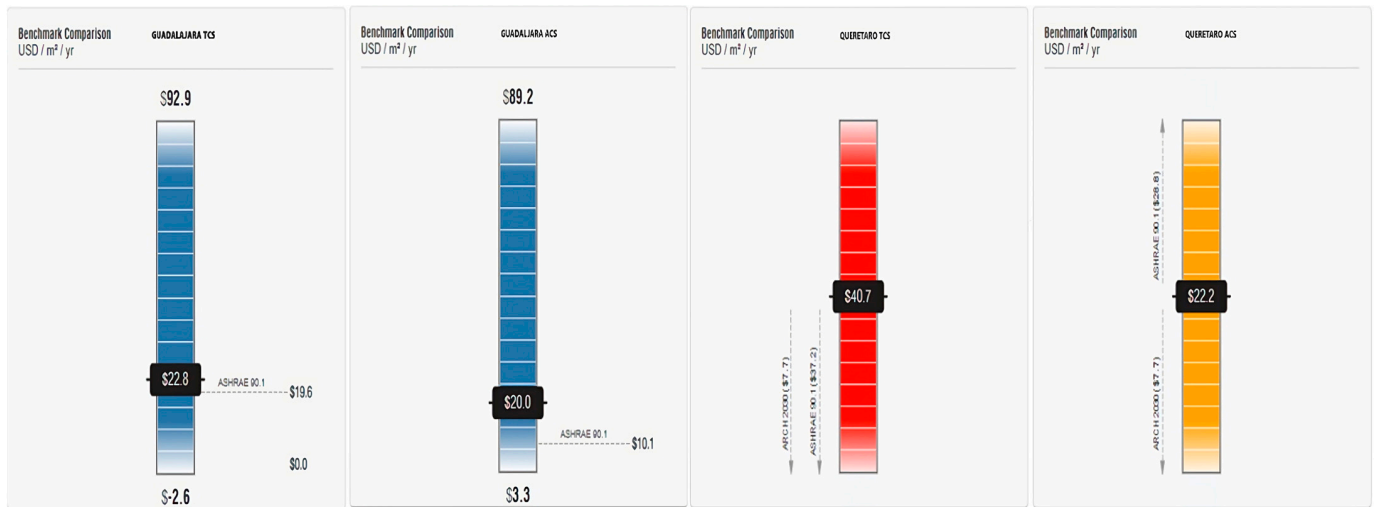 Benchmark Comparison GUADALAJARA TCS
USD / m² / yr
$92.9
$22.8
ASHRAE 90.1
$19.6
$0.0
$-2.6
Benchmark Comparison GUADALJARA ACS
USD / m² / yr
$89.2
$20.0
ASHRAE 90.1
$10.1
$3.3
Benchmark Comparison QUERETARO TCS
USD / m² / yr
$40.7
ARCH 2030 ($7.7)
ASHRAE 90.1 ($37.2)
Benchmark Comparison QUERETARO ACS
USD / m² / yr
ASHRAE 90.1 ($28.8)
$22.2
ARCH 2030 ($7.7)